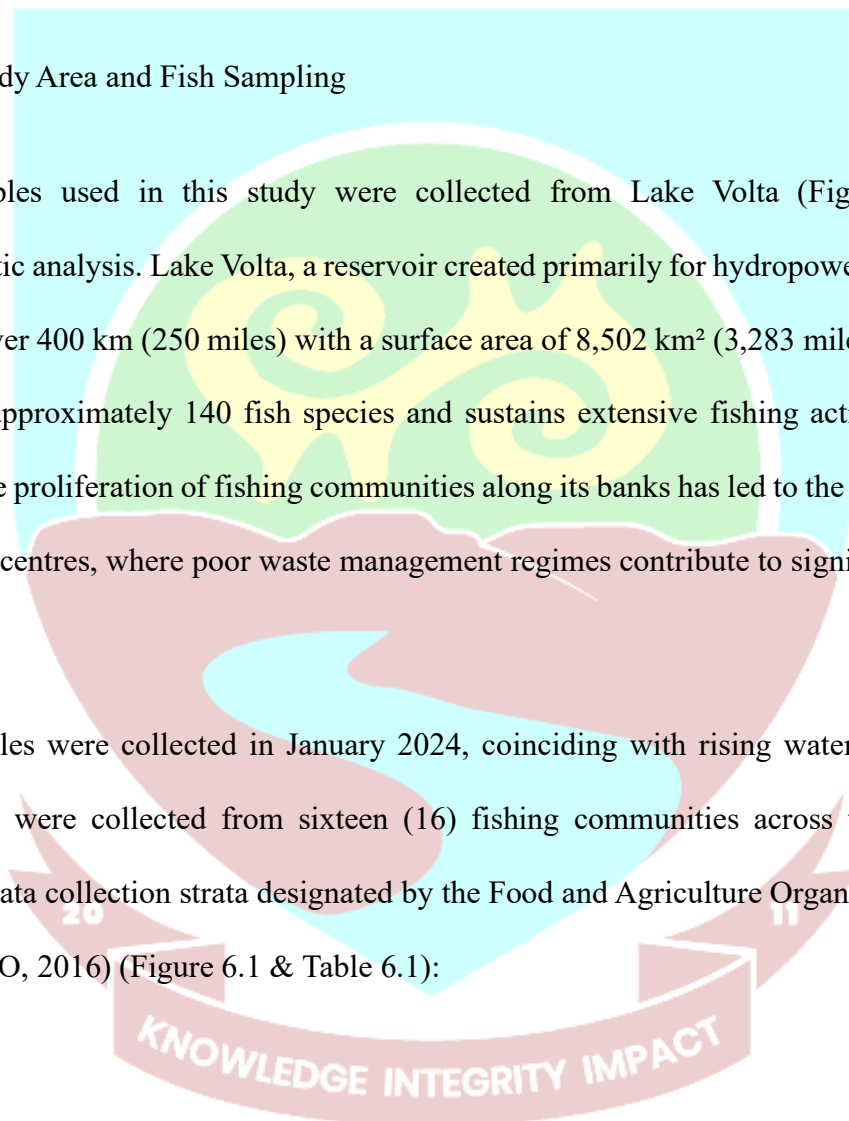 dy Area and Fish Sampling
ples used in this study were collected from Lake Volta (Fig
tic analysis. Lake Volta, a reservoir created primarily for hydropowe
ver 400 km (250 miles) with a surface area of 8,502 km² (3,283 mile
approximately 140 fish species and sustains extensive fishing act
e proliferation of fishing communities along its banks has led to the
centres, where poor waste management regimes contribute to signi
les were collected in January 2024, coinciding with rising water
were collected from sixteen (16) fishing communities across
ata collection strata designated by the Food and Agriculture Organ
20 11
O, 2016) (Figure 6.1 & Table 6.1):
KNOWLEDGE INTEGRITY IMPACT